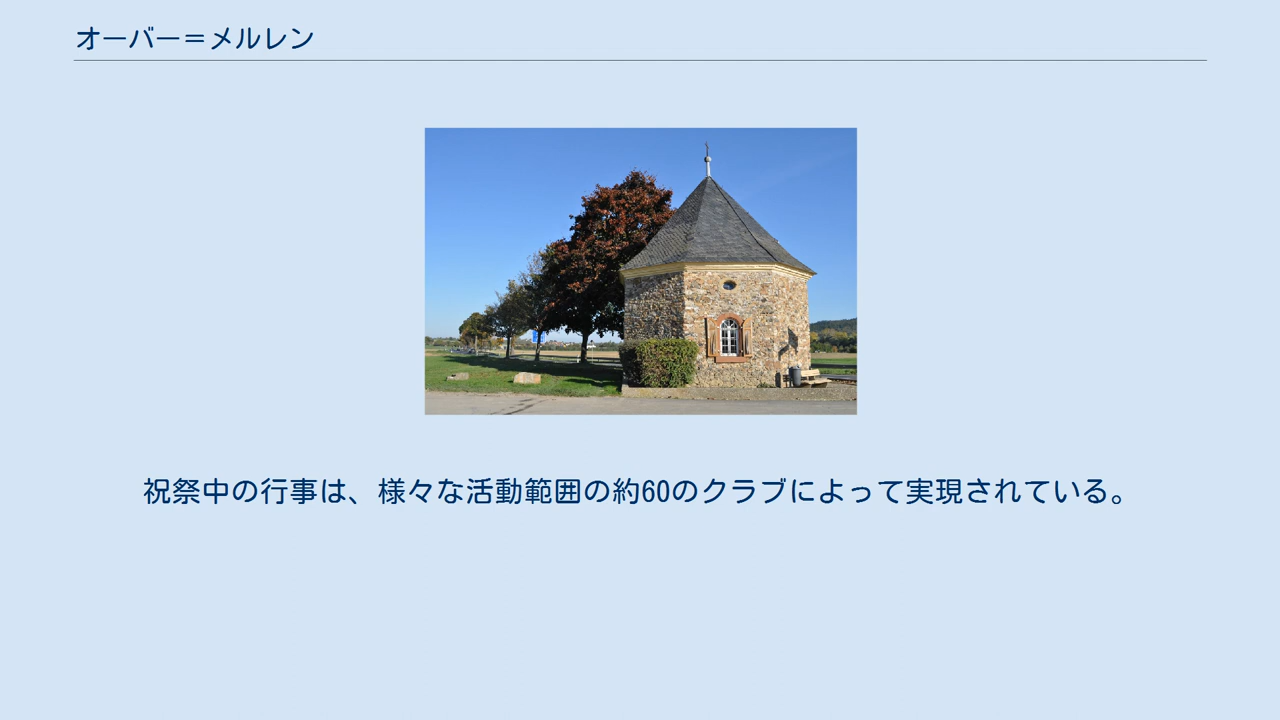 オーバー＝メルレン
祝祭中の行事は、様々な活動範囲の約60のクラブによって実現されている。